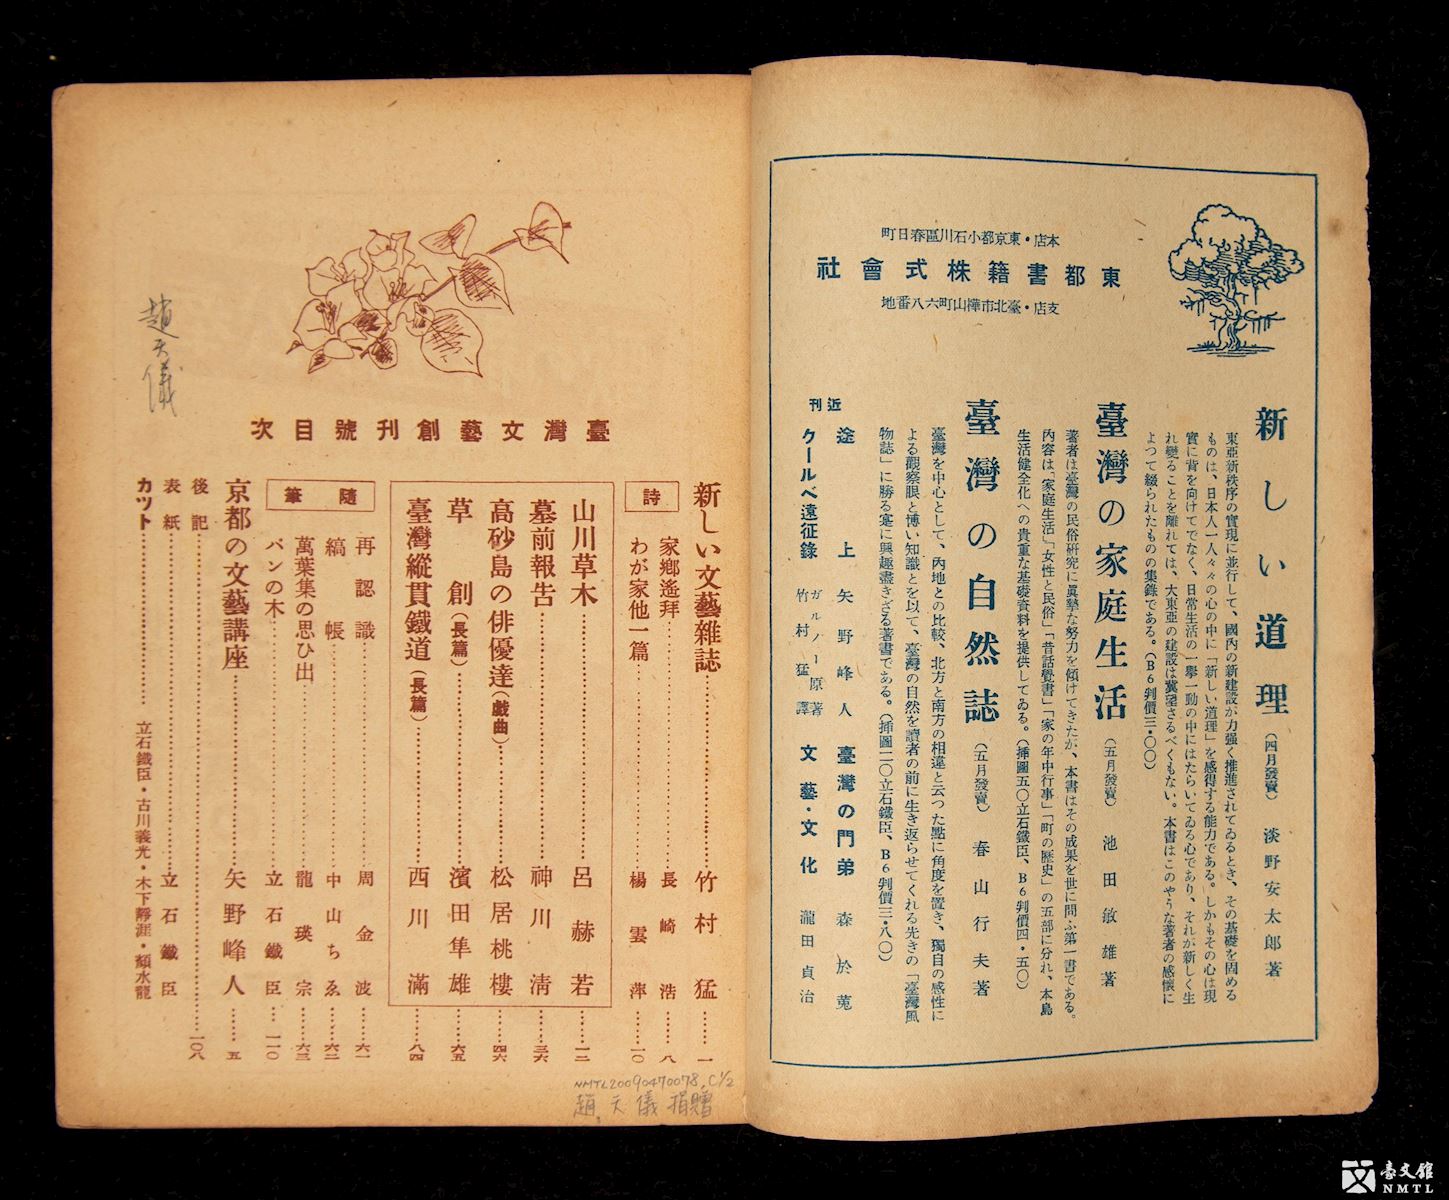 本店・東京都小石川區春日町
東都書籍株式會社
支店・臺北市樺山町六八番地
新しい道理(四月發賣) 淡野安太郎著
東亞新秩序の實現に並行して、國內の新建設が力强く推進されてゐるとき、その基礎を固める
ものは、日本人一人々々の心の中に「新しい道理」を感得する能力である。しかもその心は現
實に背を向けてでなく、日常生活の一擧一動の中にはたらいてゐる心であり、それが新しく生
れ變ることを離れては、大東亞の建設は冀望さるべくもない。本書はこのやうな著者の感懷に
よつて綴られたもの集錄である。(B6判價三・〇〇)
臺灣の家庭生活(五月發賣) 池田敏雄著
著者は臺灣の民俗硏究に眞摯な努力を傾けてきたが、本書はその成果を世に問ふ第一書である。
內容は、「家庭生活」「女性と民俗」「昔話覺書」「家の年中行事」「町の歷史」の五部に分れ、本島
生活健全化への貴重な基礎資料を提供してゐる。(揷圖五〇立石鐵臣、B6判價四・五〇)
臺灣の自然誌(五月發賣) 春山行夫著
臺灣を中心として、內地との比較、北方と南方の相違と云つた點に角度を置き、獨自の感性に
よる觀察眼と博い知識とを以て、臺灣の自然を讀者の前に生き返らせてくれる先きの「臺灣風
物誌」に勝る寔に興趣盡きざる著書である。(揷圖二〇立石鐵臣、B6判價三・八〇)
近刊
途上 矢野峰人 臺灣の門弟 森於菟
クールベ遠征錄 ガルノー原著 竹村猛譯 文藝・文化 瀧田貞治
趙天儀
臺灣文藝創刊號目次
新しい文藝雜誌……竹村猛……一
詩
家鄕遙拜……長崎浩……八
わが家他一篇……楊雲萍……一〇
山川草木……呂赫若……一二
墓前報告……神川淸……三六
高砂島の俳優達(戲曲)……松居桃樓……四六
草創(長篇)……濱田隼雄……六五
臺灣縱貫鐵道(長篇)……西川滿……八四
隨筆
再認識……周金波……六一
縞帳……中山ちゑ……六二
萬葉集の思ひ出……龍瑛宗……六三
パンの木……立石鐵臣……一一〇
京都の文藝講座……矢野峰人……五
後記……一〇八
表紙……立石鐵臣
カツト……立石鐵臣・古川義光・木下靜涯・顏水龍
NMTL20090470078.C1/2
趙天儀捐贈
臺文館
NMTL